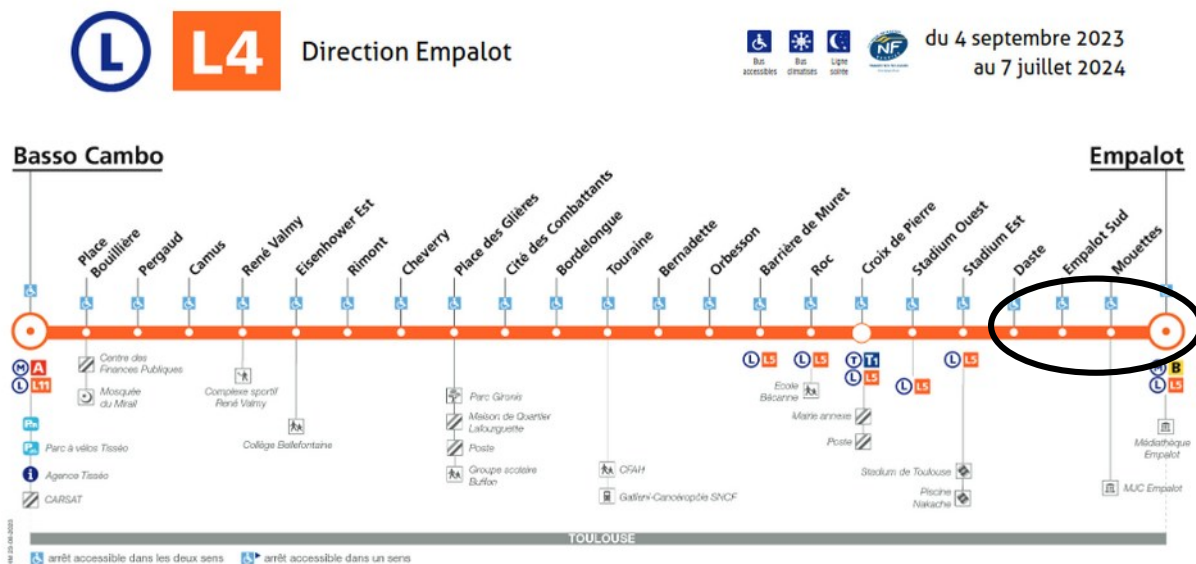 L L4 Direction Empalot
Bus accessibles
Bus climatisés
Ligne soirée
NF
du 4 septembre 2023
au 7 juillet 2024
Basso Cambo
Empalot
Place
Bouillière
Pergaud
Camus
René Valmy
Eisenhower Est
Rimont
Cheverry
Place des Glières
Cité des Combattants
Bordelongue
Touraine
Bernadette
Orbesson
Barrière de Muret
Roc
Croix de Pierre
Stadium Ouest
Stadium Est
Daste
Empalot Sud
Mouettes
M A
L L11
Parc à vélos Tisséo
Agence Tisséo
CARSAT
Centre des
Finances Publiques
Mosquée
du Mirail
Complexe sportif
René Valmy
Collège Bellefontaine
Parc Gironis
Maison de Quartier
Lafourguette
Poste
Groupe scolaire
Buffon
CFAH
Gallieni-Cancéropôle SNCF
L L5
L L5
Ecole
Bécanne
T T1
L L5
Mairie annexe
Poste
L L5
L L5
Stadium de Toulouse
Piscine
Nakache
MJC Empalot
M B
L L5
Médiathèque
Empalot
TOULOUSE
arrêt accessible dans les deux sens
arrêt accessible dans un sens